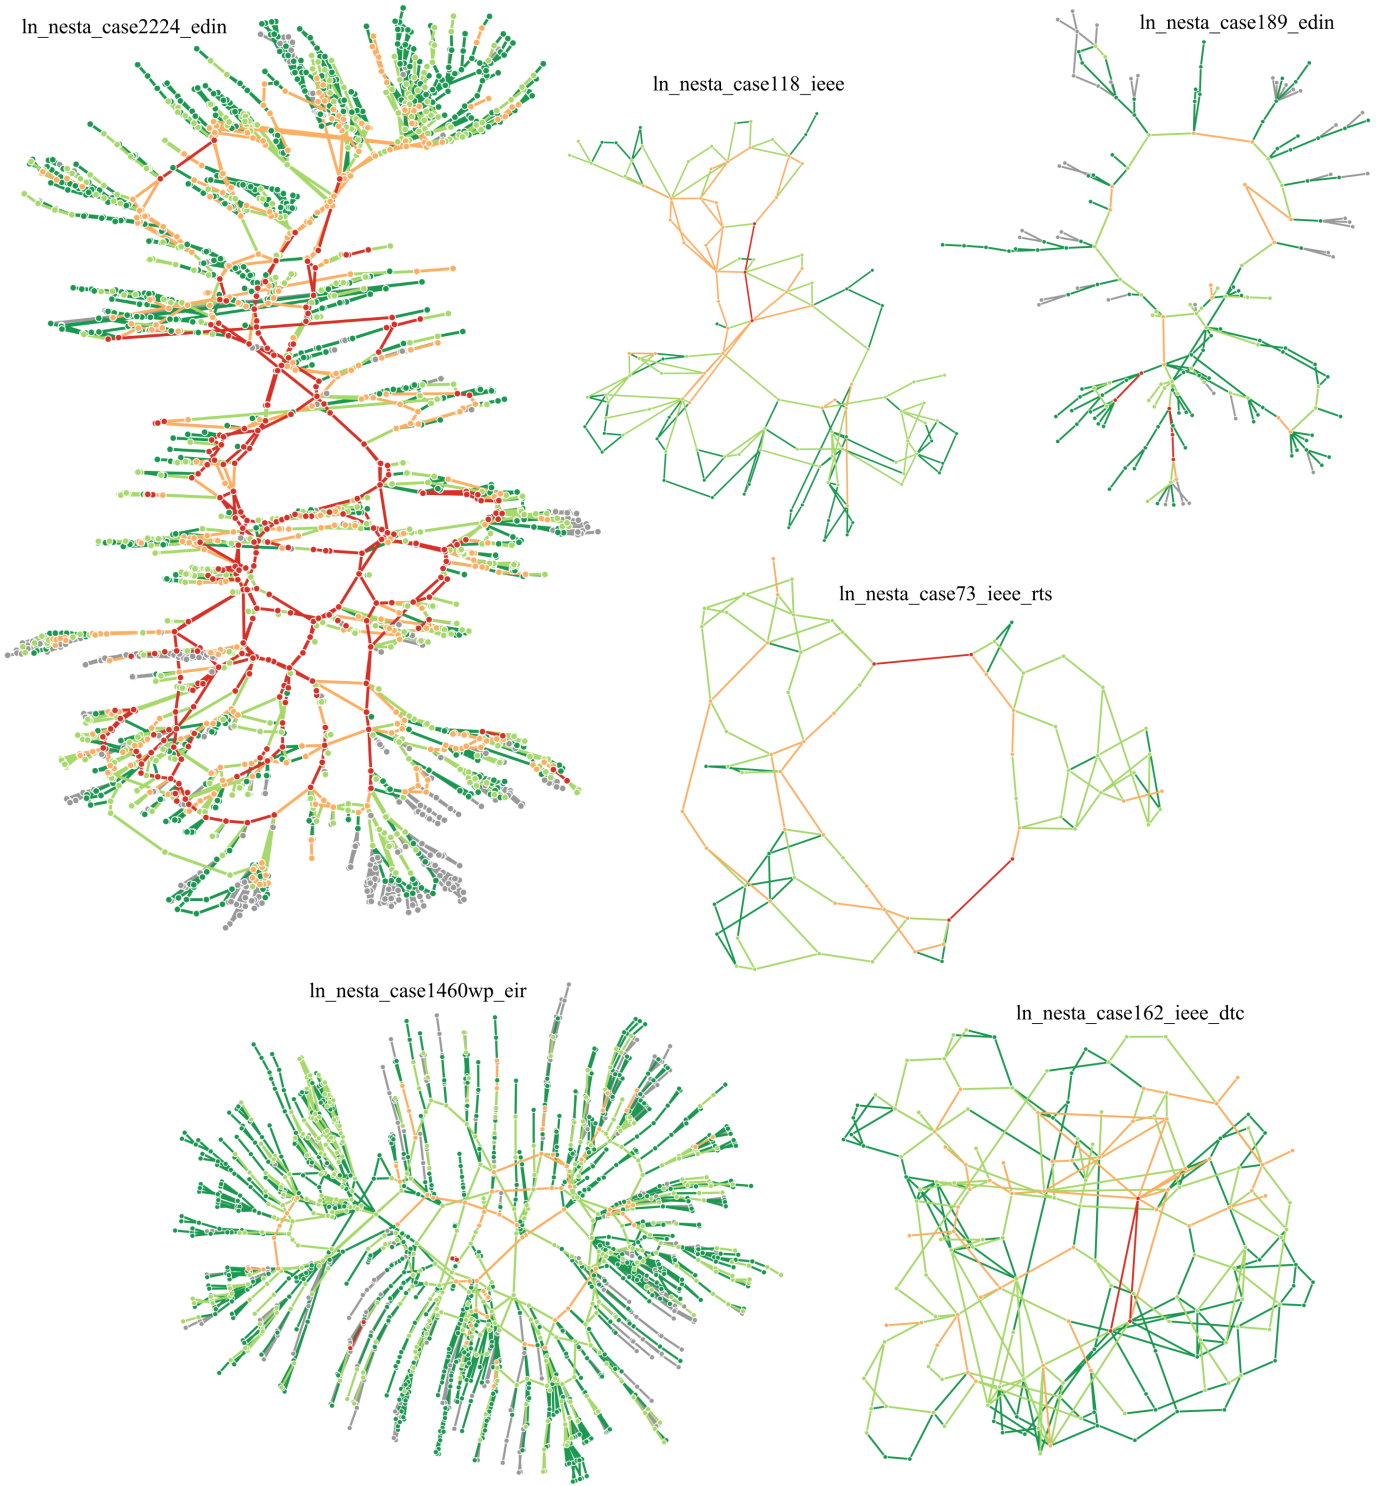 ln_nesta_case2224_edin
ln_nesta_case118_ieee
ln_nesta_case189_edin
ln_nesta_case73_ieee_rts
ln_nesta_case1460wp_eir
ln_nesta_case162_ieee_dtc